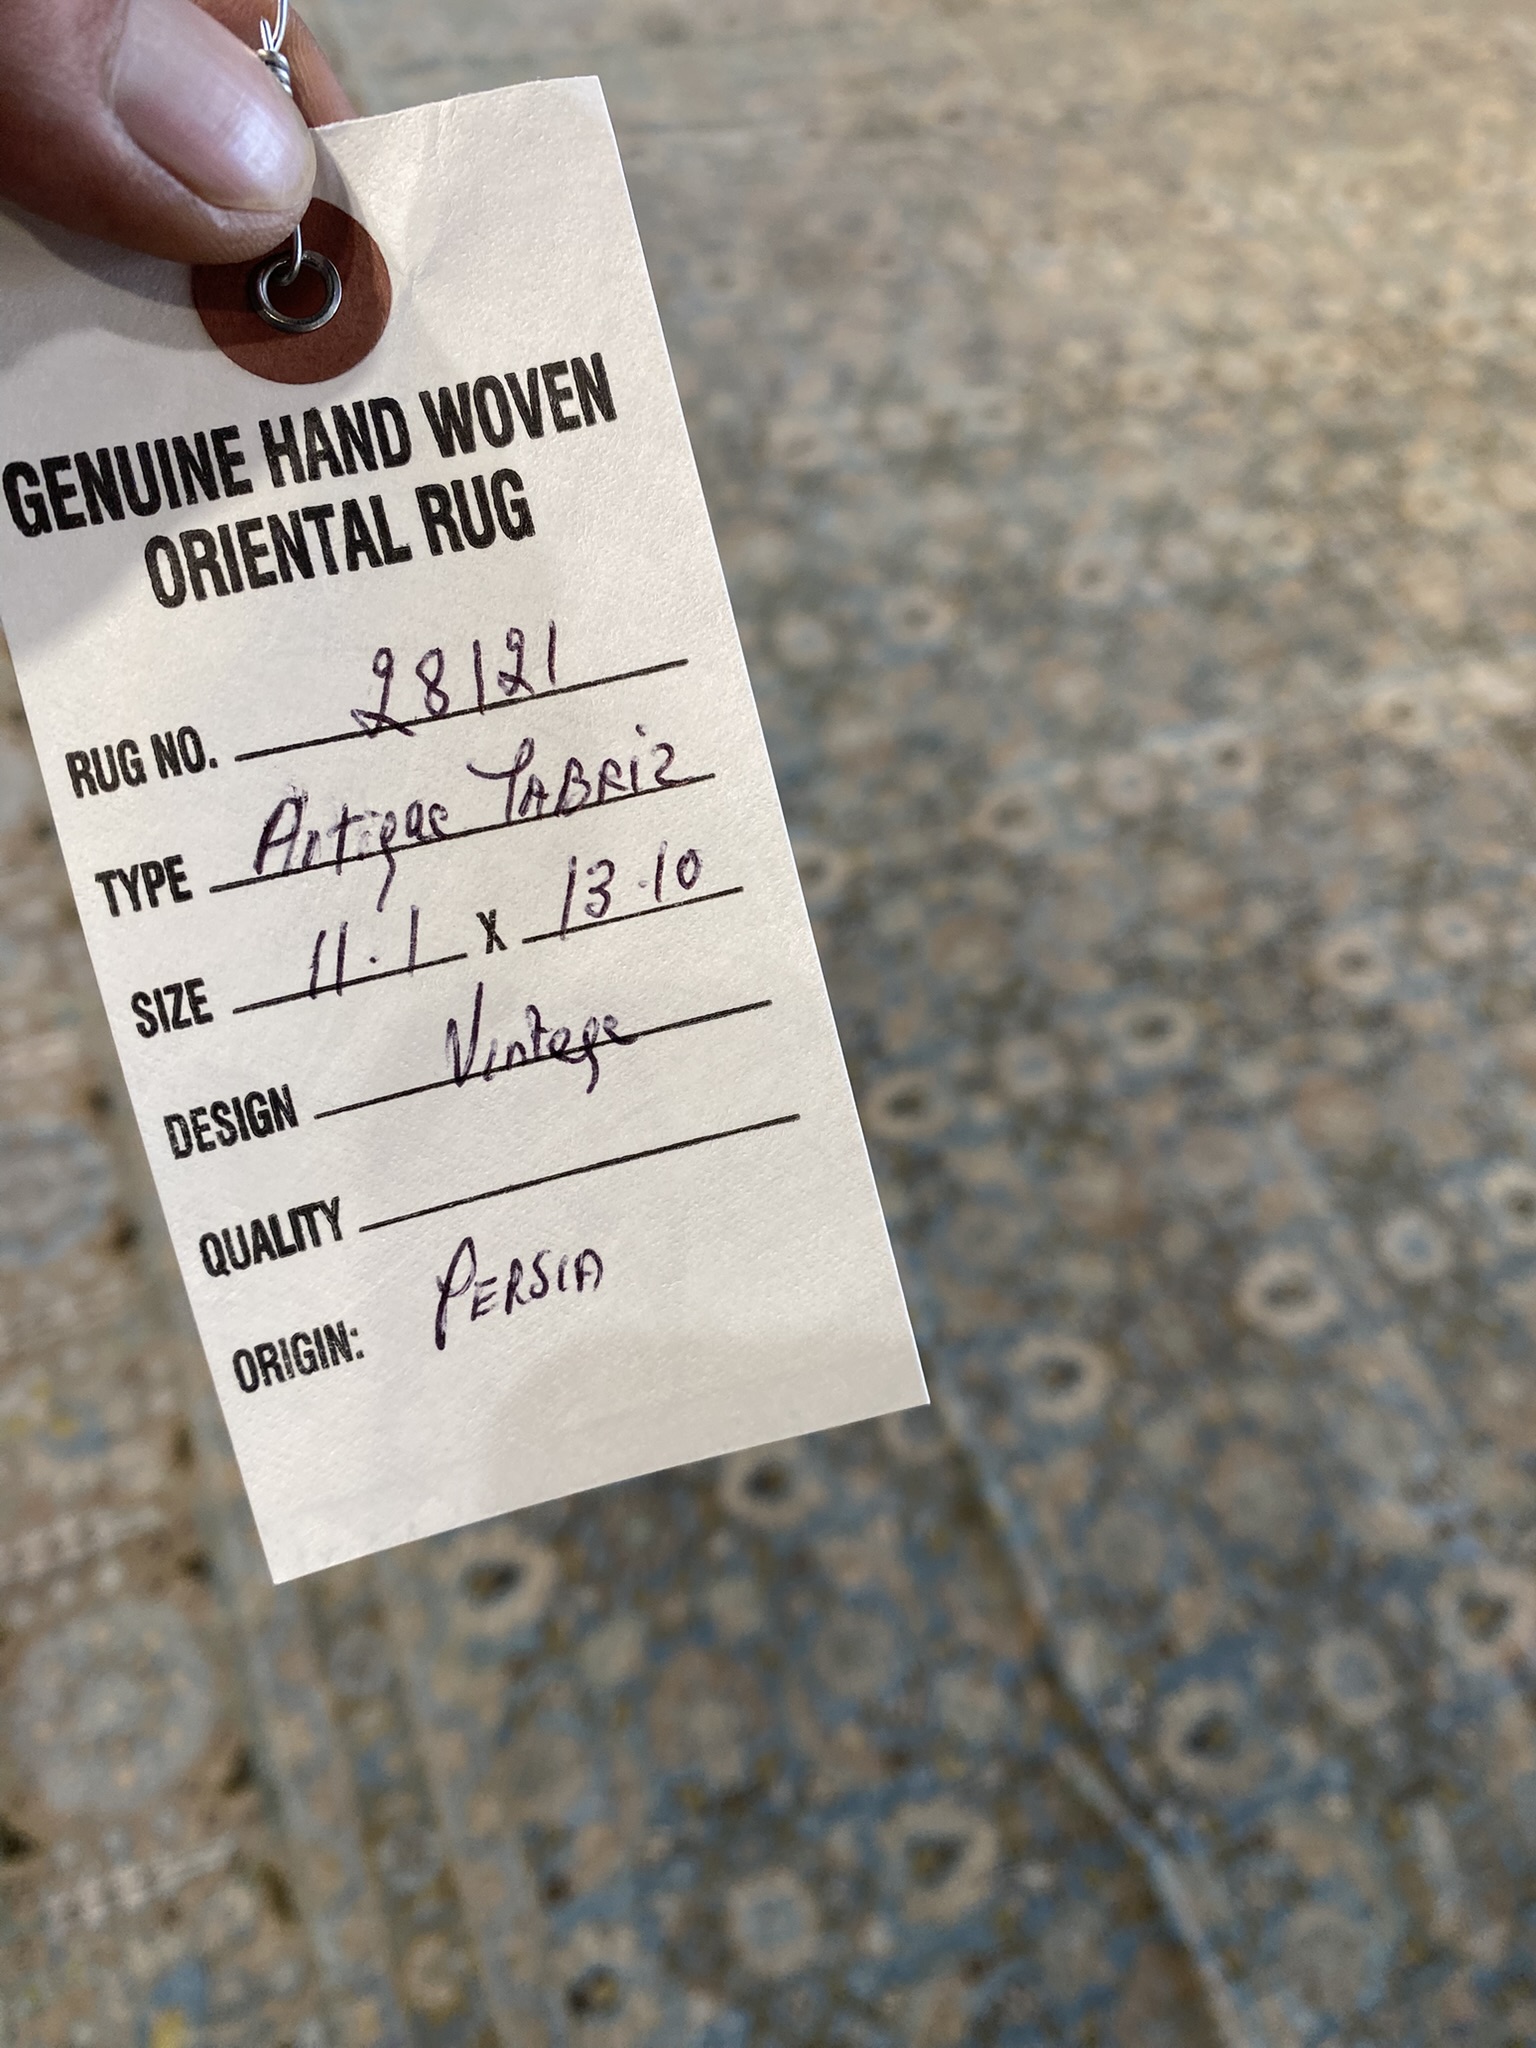 GENUINE HAND WOVEN
ORIENTAL RUG
RUG NO. 28121
TYPE Antique TABRIZ
SIZE 11.1 X 13.10
DESIGN Vintage
QUALITY
ORIGIN: PERSIA